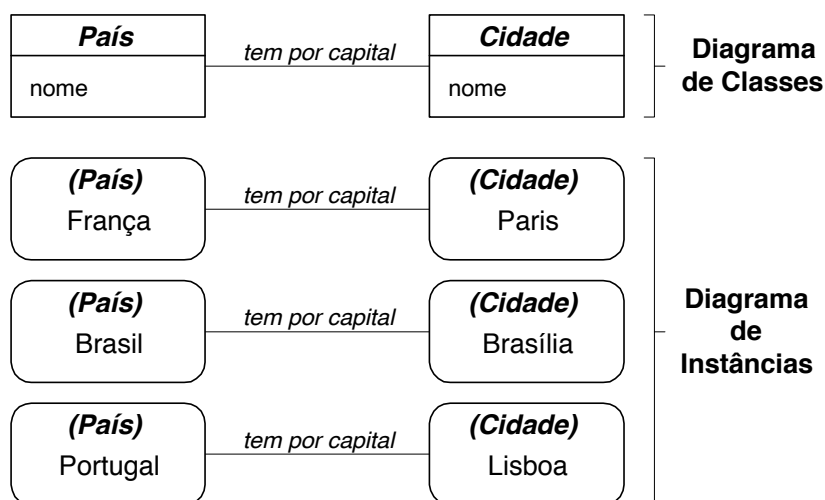 País
tem por capital
Cidade
nome
nome
Diagrama
de Classes
(País)
França
tem por capital
(Cidade)
Paris
(País)
Brasil
tem por capital
(Cidade)
Brasília
Diagrama
de
Instâncias
(País)
Portugal
tem por capital
(Cidade)
Lisboa